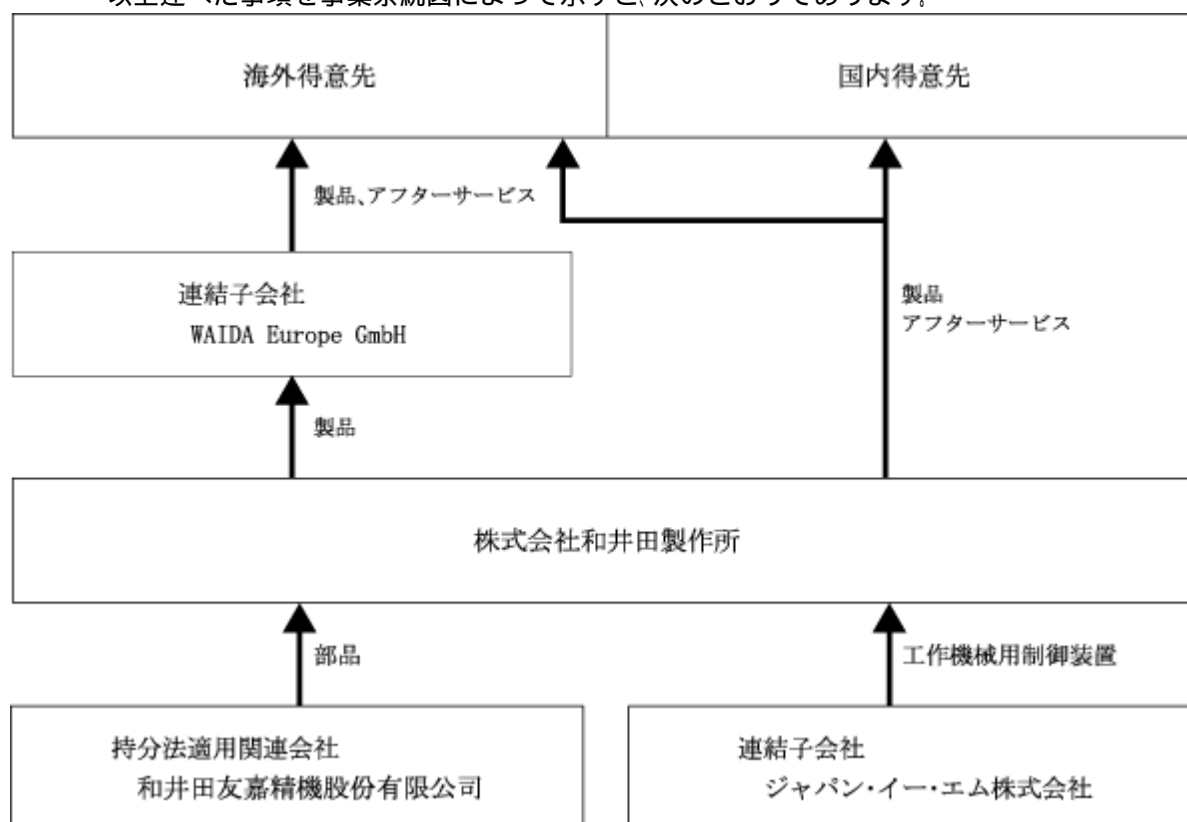 以上述べた事項を事業系統図によって示すと、次のとおりであります。
海外得意先
国内得意先
製品、アフターサービス
連結子会社
WAIDA Europe GmbH
製品
アフターサービス
製品
株式会社和井田製作所
部品
工作機械用制御装置
持分法適用関連会社
和井田友嘉精機股份有限公司
連結子会社
ジャパン・イー・エム株式会社